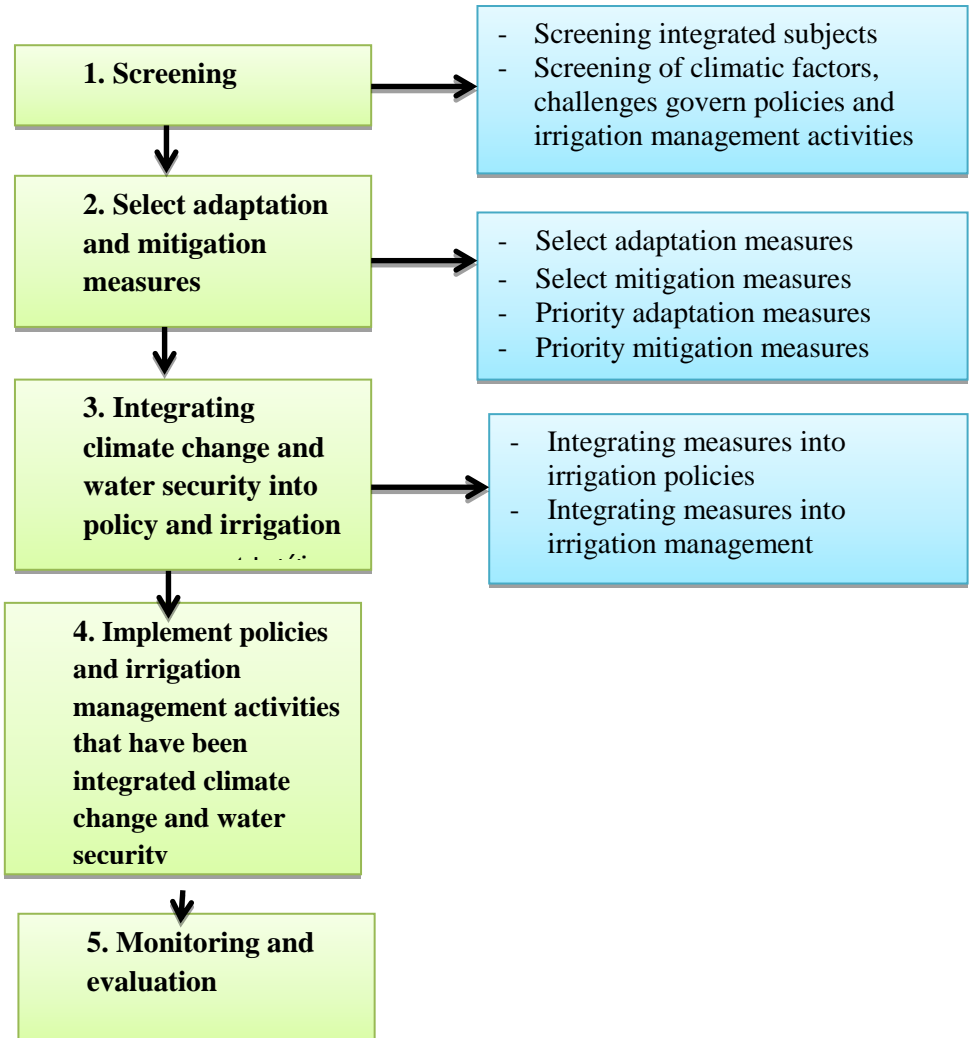 1. Screening
- Screening integrated subjects
- Screening of climatic factors,
challenges govern policies and
irrigation management activities
2. Select adaptation
and mitigation
measures
- Select adaptation measures
- Select mitigation measures
- Priority adaptation measures
- Priority mitigation measures
3. Integrating
climate change and
water security into
policy and irrigation
- Integrating measures into
irrigation policies
- Integrating measures into
irrigation management
4. Implement policies
and irrigation
management activities
that have been
integrated climate
change and water
security
5. Monitoring and
evaluation